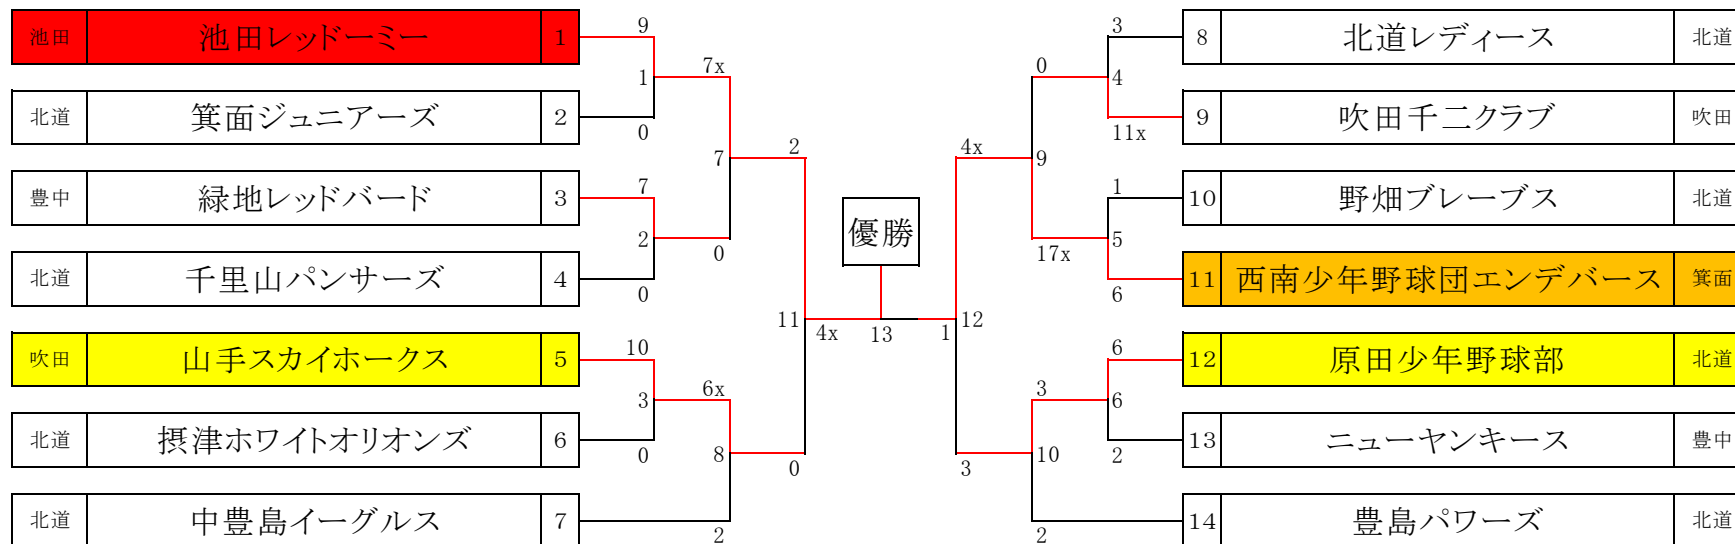 池田 池田レッドーミー 1
北道 箕面ジュニアーズ 2
豊中 緑地レッドバード 3
北道 千里山パンサーズ 4
吹田 山手スカイホークス 5
北道 摂津ホワイトオリオンズ 6
北道 中豊島イーグルス 7
9
1
0
7x
7
2
0
7
2
0
10
3
0
6x
8
2
11
0
4x
優勝
13
1
12
4x
3
0
9
17x
3
4
11x
1
5
6
3
10
2
6
6
2
8 北道レディース 北道
9 吹田千二クラブ 吹田
10 野畑ブレーブス 北道
11 西南少年野球団エンデバース 箕面
12 原田少年野球部 北道
13 ニューヤンキース 豊中
14 豊島パワーズ 北道